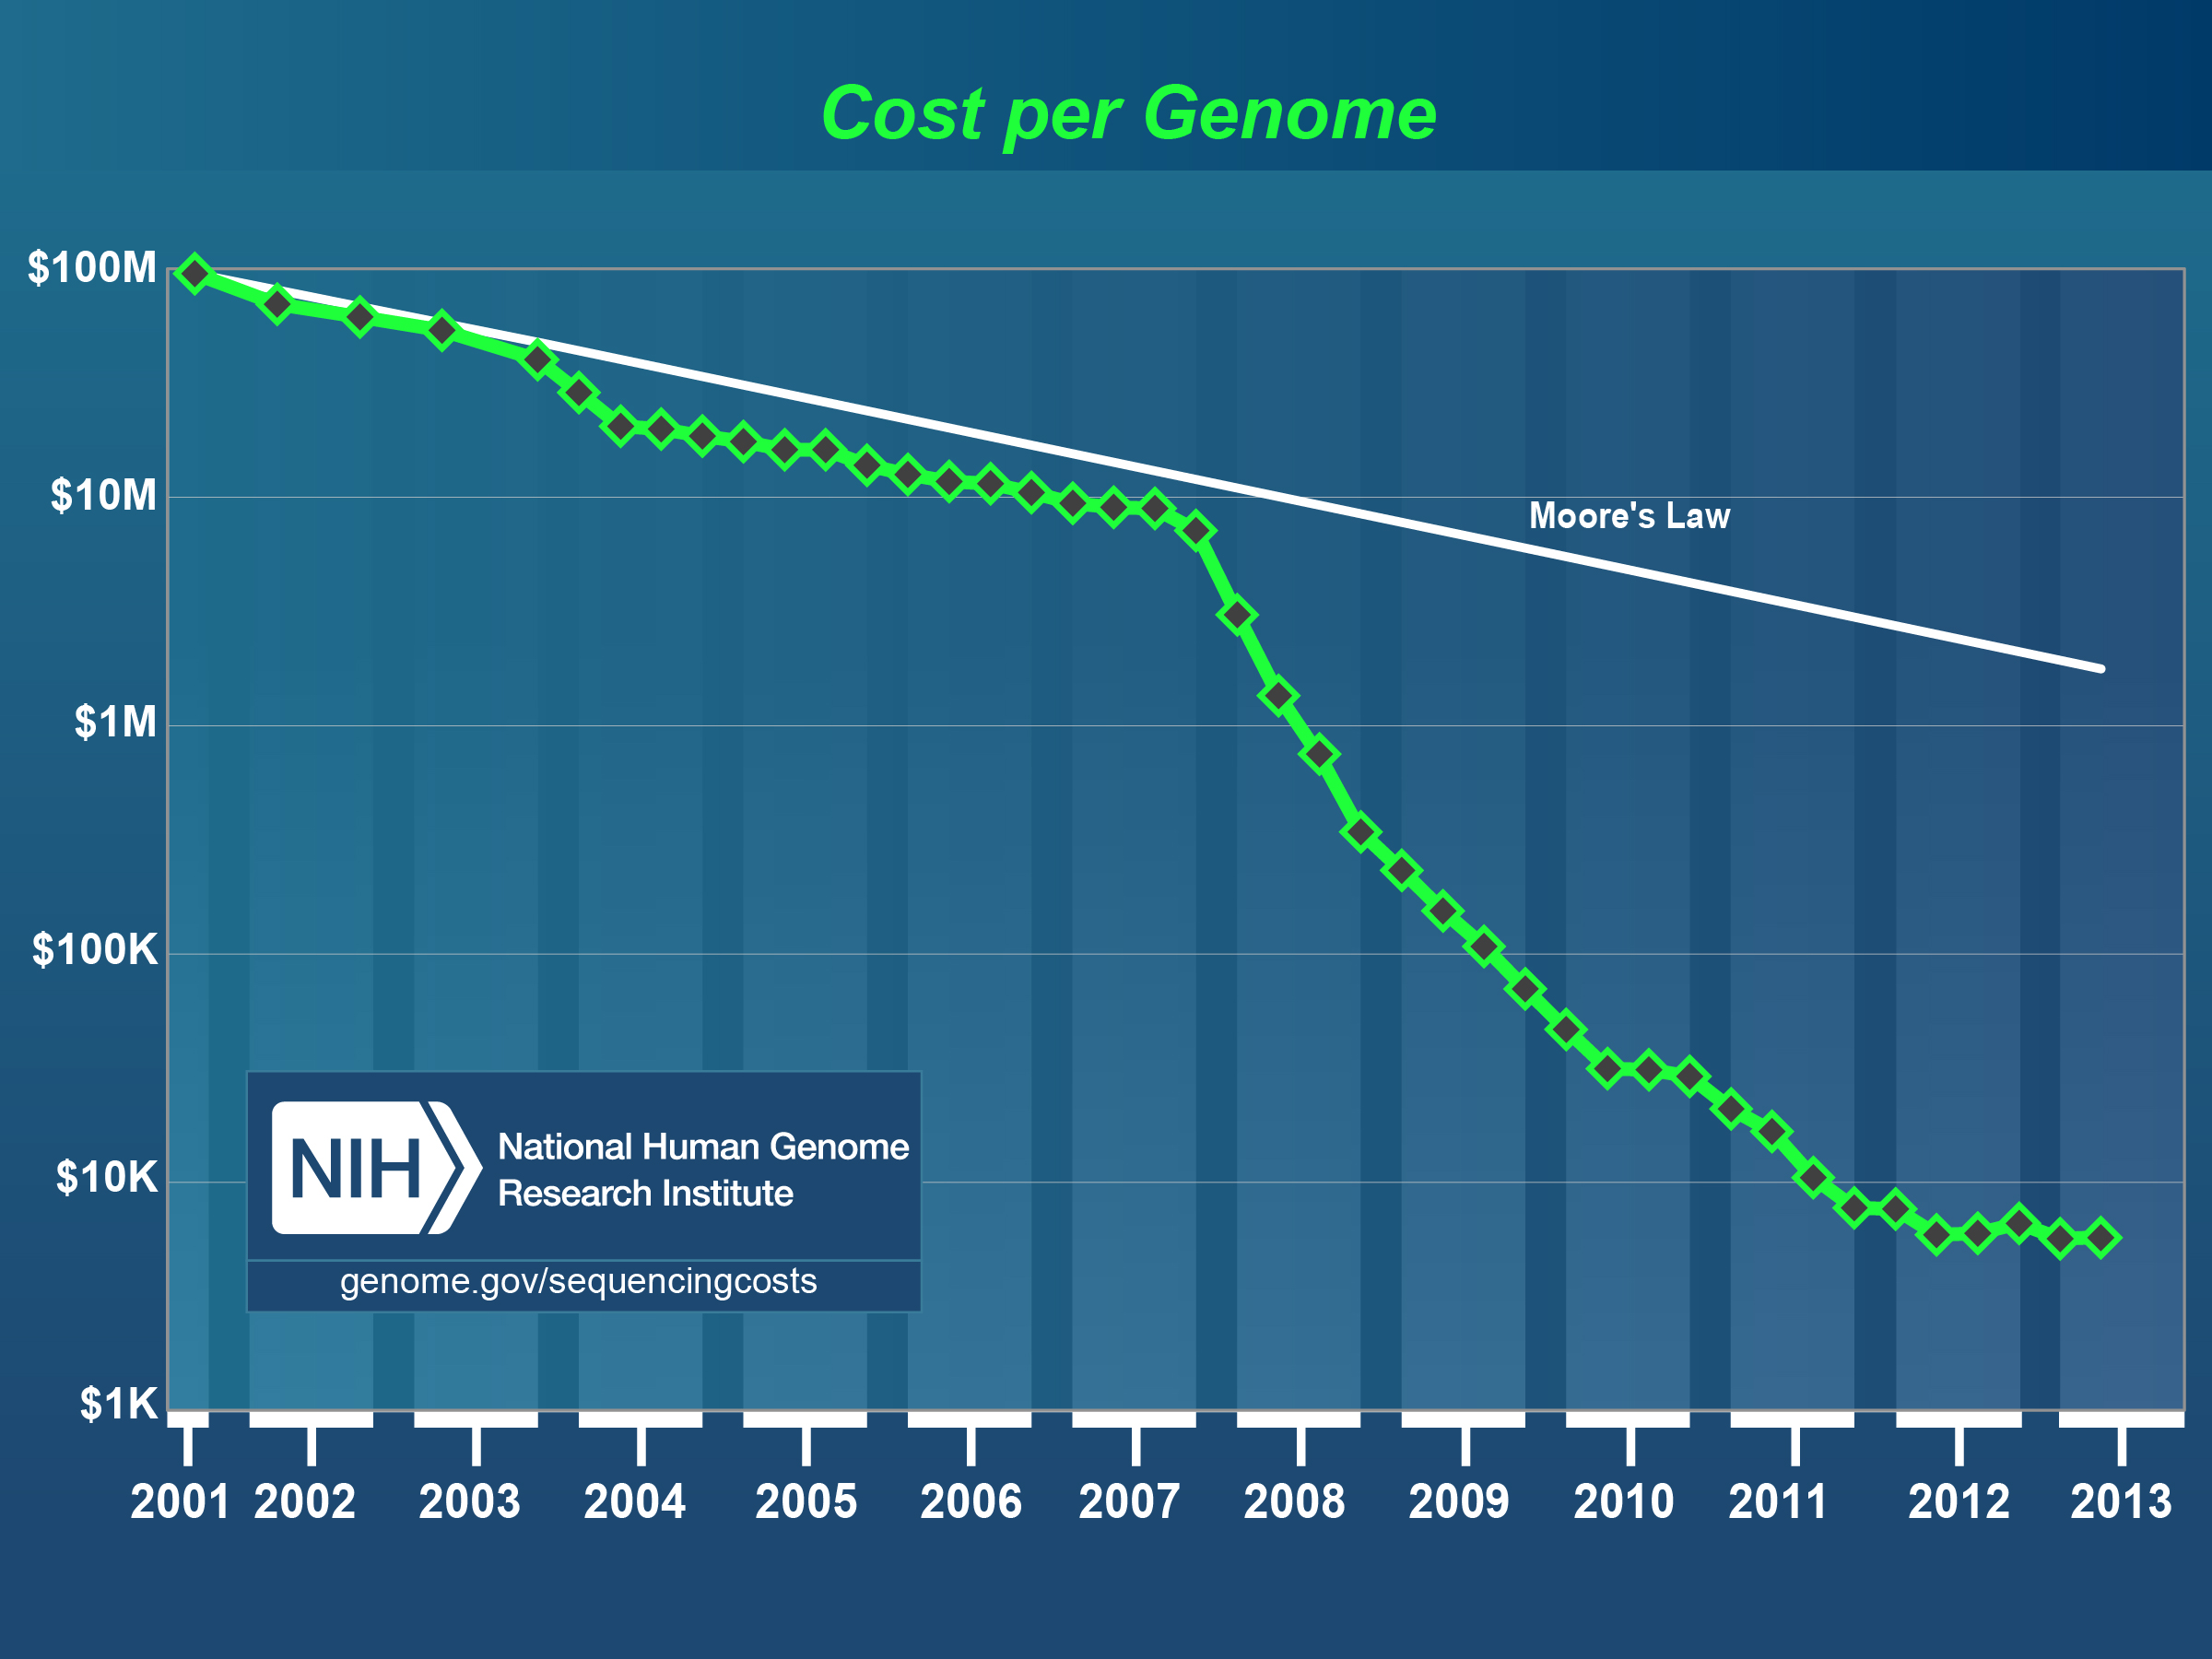 Cost per Genome
$100M
$10M
Moore's Law
$1M
$100K
$10K
$1K
NIH
National Human Genome
Research Institute
genome.gov/sequencingcosts
2001 2002 2003 2004 2005 2006 2007 2008 2009 2010 2011 2012 2013